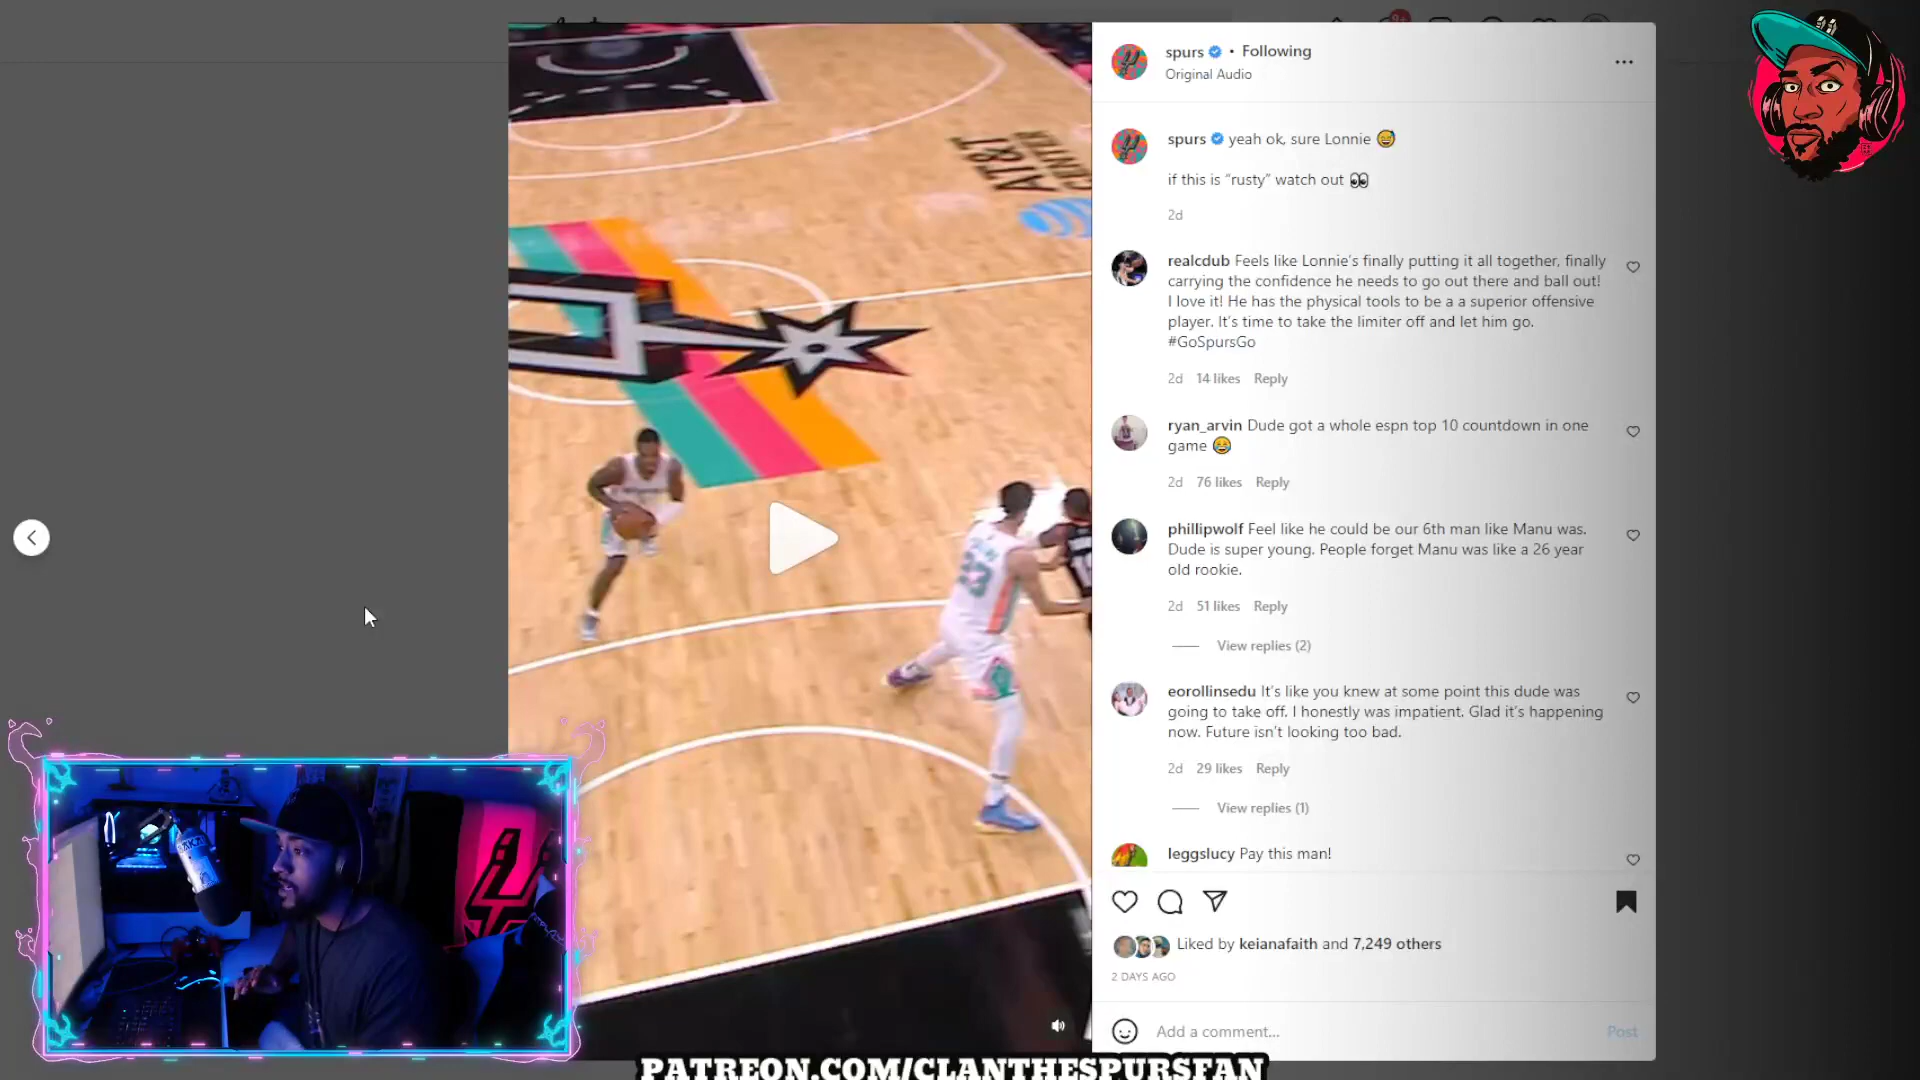 spurs • Following
Original Audio
spurs yeah ok, sure Lonnie 😅
if this is “rusty” watch out 👀
2d
realcdub Feels like Lonnie's finally putting it all together, finally
carrying the confidence he needs to go out there and ball out!
I love it! He has the physical tools to be a a superior offensive
player. It's time to take the limiter off and let him go.
#GoSpursGo
2d 14 likes Reply
ryan_arvin Dude got a whole espn top 10 countdown in one
game 😂
2d 76 likes Reply
phillipwolf Feel like he could be our 6th man like Manu was.
Dude is super young. People forget Manu was like a 26 year
old rookie.
2d 51 likes Reply
View replies (2)
eorollinsedu It's like you knew at some point this dude was
going to take off. I honestly was impatient. Glad it's happening
now. Future isn't looking too bad.
2d 29 likes Reply
View replies (1)
leggslucy Pay this man!
Liked by keianafaith and 7,249 others
2 DAYS AGO
Add a comment...
Post
AT&T
CENTER
PATREON.COM/CLANTHESPURSFAN